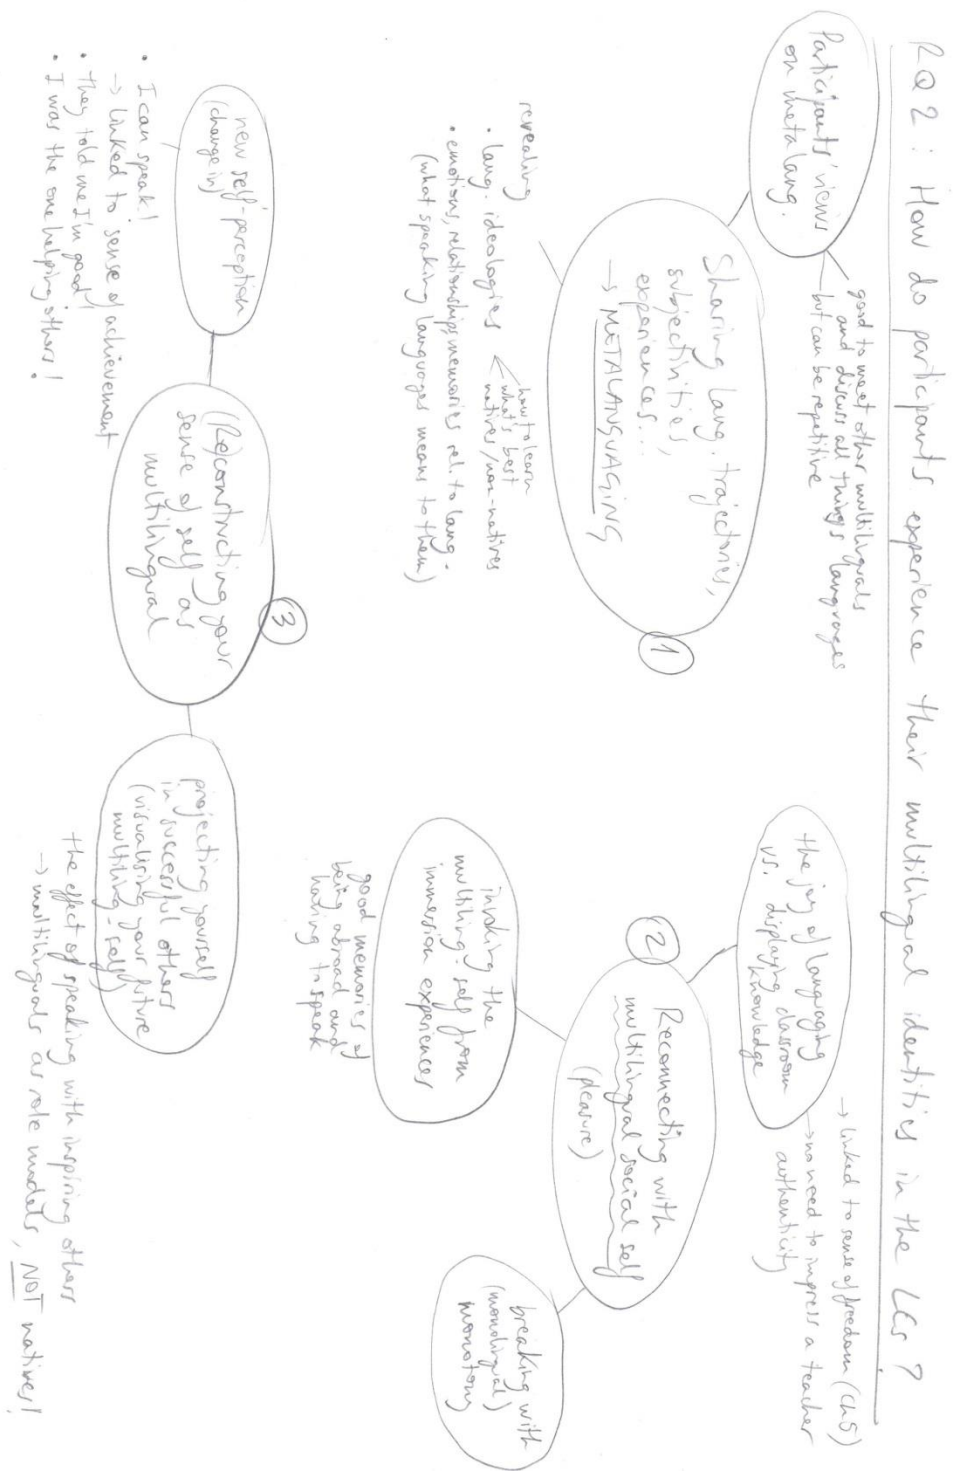 RQ2: How do participants experience their multilingual identities in the LCs?
Participants' views
on metalang.
good to meet other multilinguals
and discuss all things languages
but can be repetitive
Sharing lang. trajectories,
subjectivities,
experiences...
→ METALANGUAGING
1
revealing
• lang. ideologies
how to learn
what's best
natives/non-natives
• emotions, relationships, memories rel. to lang.
(what speaking languages means to them)
the joy of languaging
vs. displaying classroom
knowledge
→ linked to sense of freedom (Ch5)
→ no need to impress a teacher
authenticity
2
Reconnecting with
multilingual social self
(pleasure)
invoking the
multiling. self from
immersion experiences
good memories of
being abroad and
having to speak
breaking with
(monolingual)
monotony
3
(Re)constructing your
sense of self as
multilingual
new self-perception
(change in)
• I can speak!
→ linked to sense of achievement
• they told me I'm good!
• I was the one helping others!
projecting yourself
in successful others
(visualising your future
multiling. self)
the effect of speaking with inspiring others
→ multilinguals as role models, NOT natives!